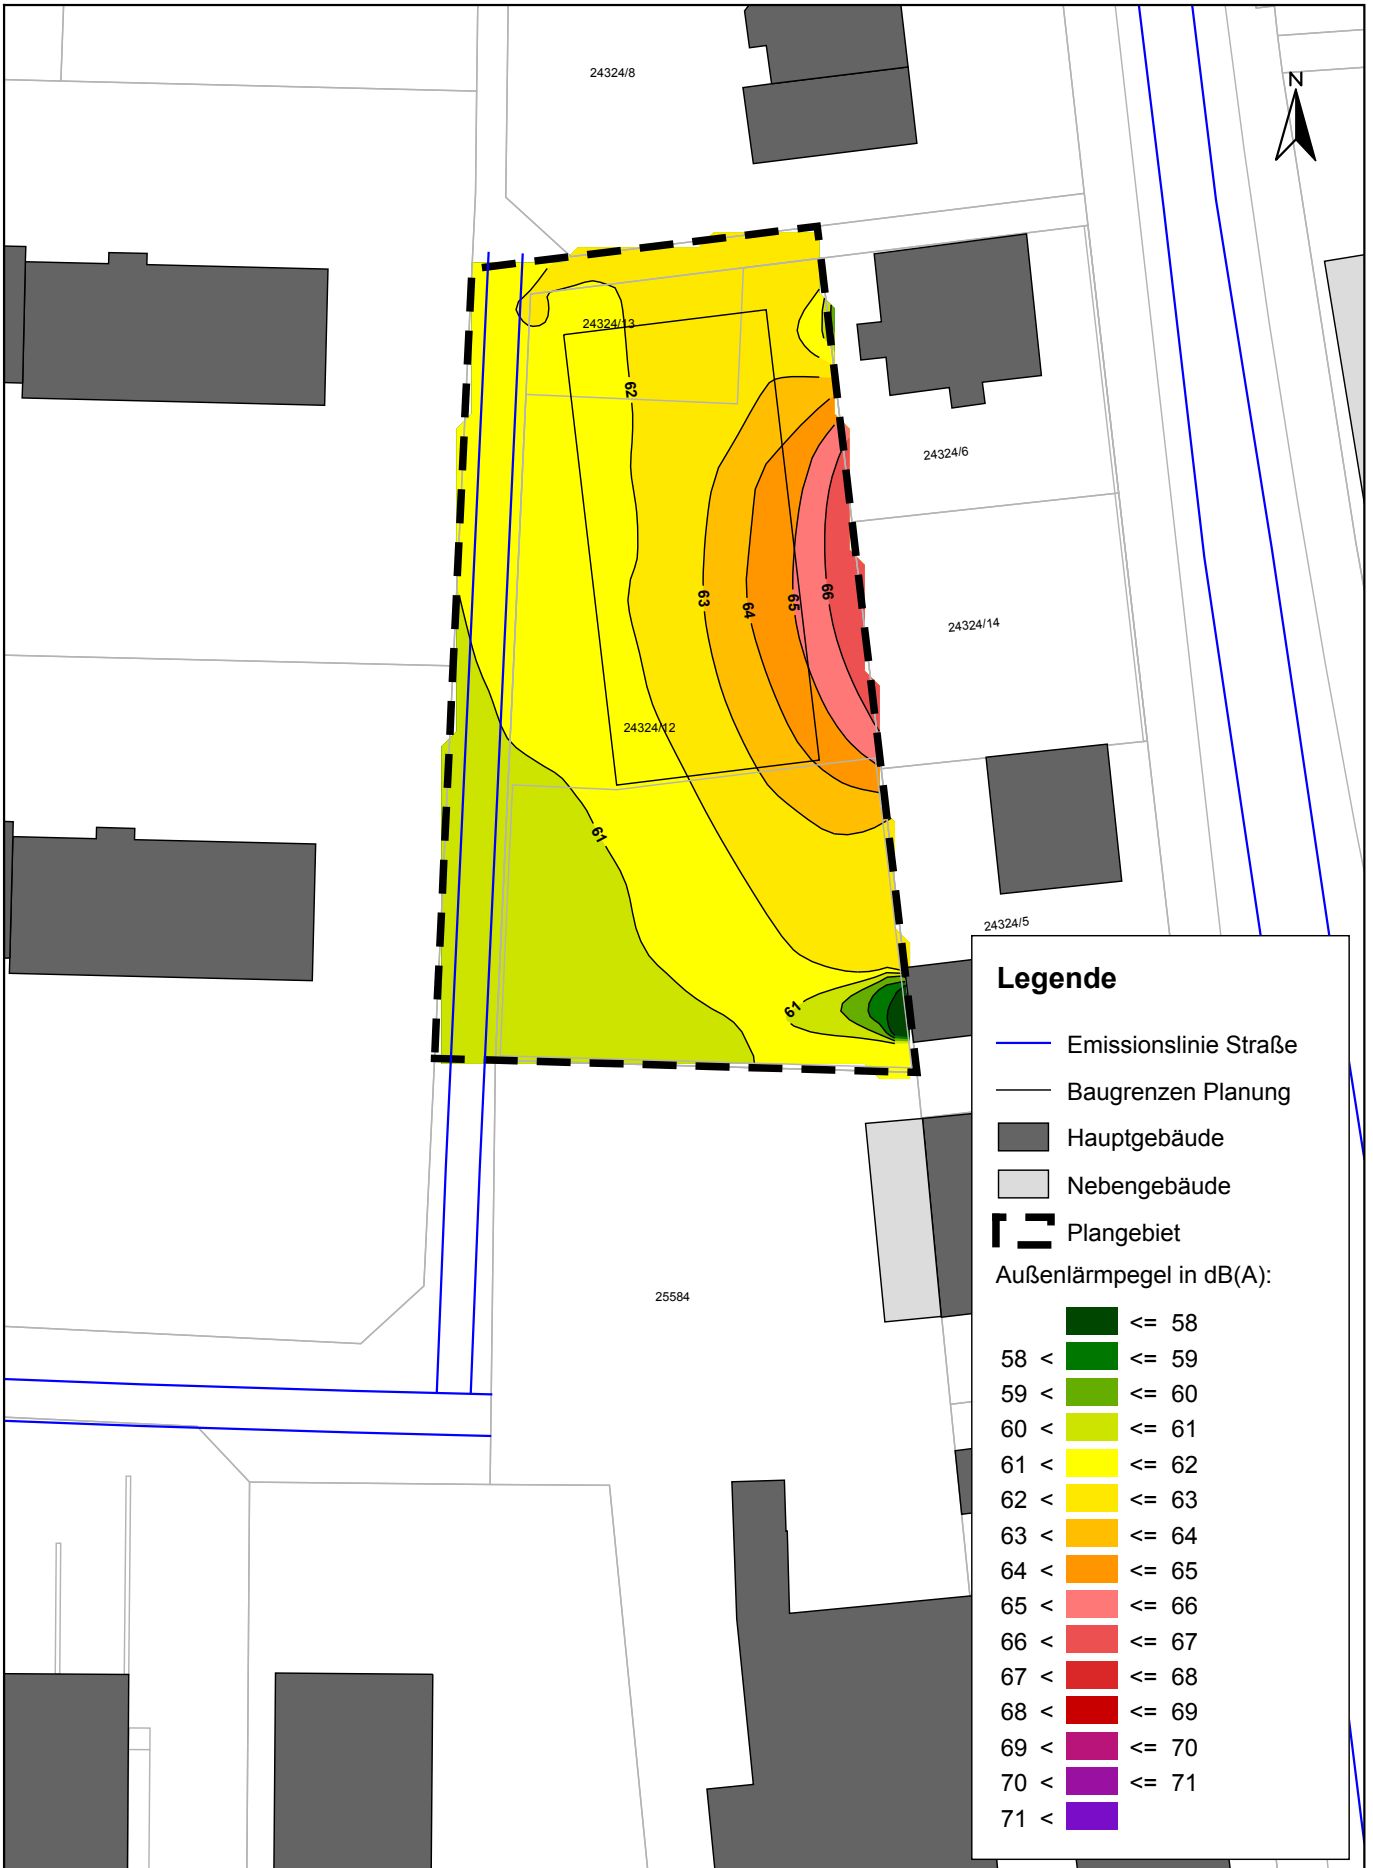 24324/8
N
24324/13
62
24324/6
63
64
65
66
24324/14
24324/12
61
24324/5
61
25584
Legende
Emissionslinie Straße
Baugrenzen Planung
Hauptgebäude
Nebengebäude
Plangebiet
Außenlärmpegel in dB(A):
<= 58
58 < <= 59
59 < <= 60
60 < <= 61
61 < <= 62
62 < <= 63
63 < <= 64
64 < <= 65
65 < <= 66
66 < <= 67
67 < <= 68
68 < <= 69
69 < <= 70
70 < <= 71
71 <